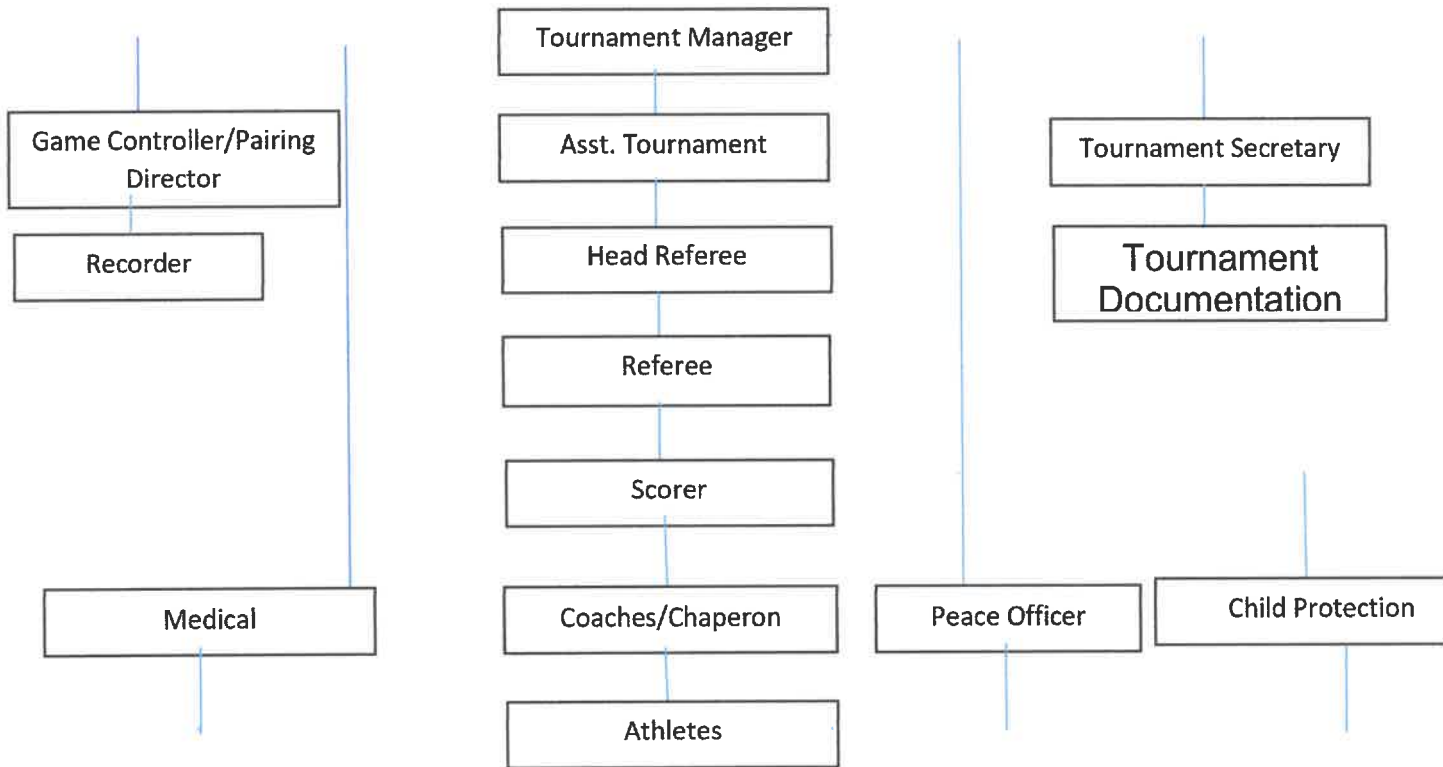 Tournament Manager
Game Controller/Pairing
Director
Asst. Tournament
Tournament Secretary
Recorder
Head Referee
Tournament
Documentation
Referee
Scorer
Medical
Coaches/Chaperon
Peace Officer
Child Protection
Athletes